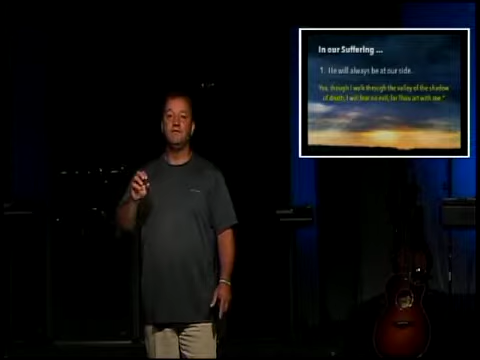 In our Suffering ...
1. He will always be at our side.
Yea, though I walk through the valley of the shadow
of death, I will fear no evil, for Thou art with me "